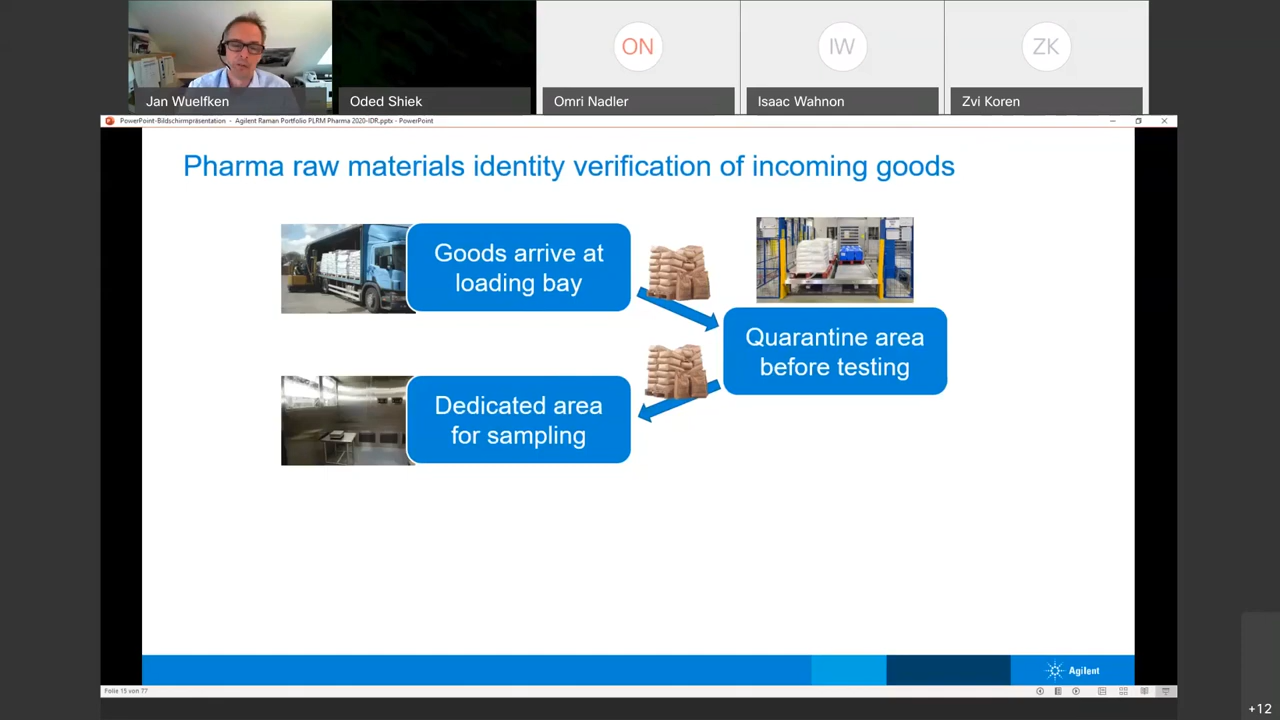 ON
IW
ZK
Jan Wuelfken
Oded Shiek
Omri Nadler
Isaac Wahnon
Zvi Koren
PowerPoint-Bildschirmpräsentation - Agilent Raman Portfolio PLRM Pharma 2020-IDR.pptx - PowerPoint
Pharma raw materials identity verification of incoming goods
Goods arrive at
loading bay
Quarantine area
before testing
Dedicated area
for sampling
Agilent
Folie 15 von 77
+12